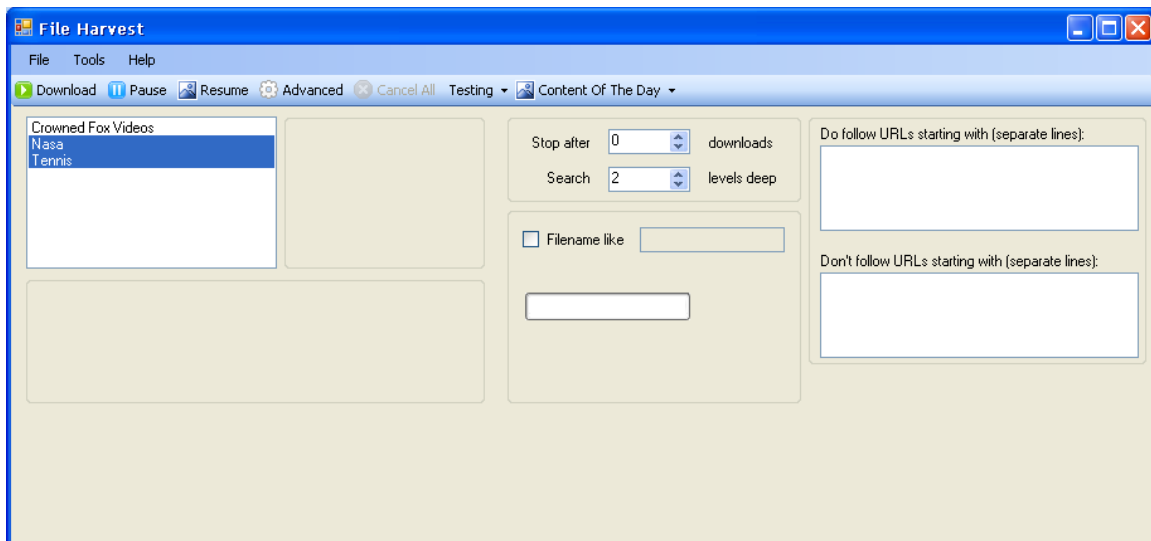 File Harvest
File Tools Help
Download Pause Resume Advanced Cancel All Testing Content Of The Day
Crowned Fox Videos
Nasa
Tennis
Stop after 0 downloads
Search 2 levels deep
Filename like
Do follow URLs starting with (separate lines):
Don't follow URLs starting with (separate lines):